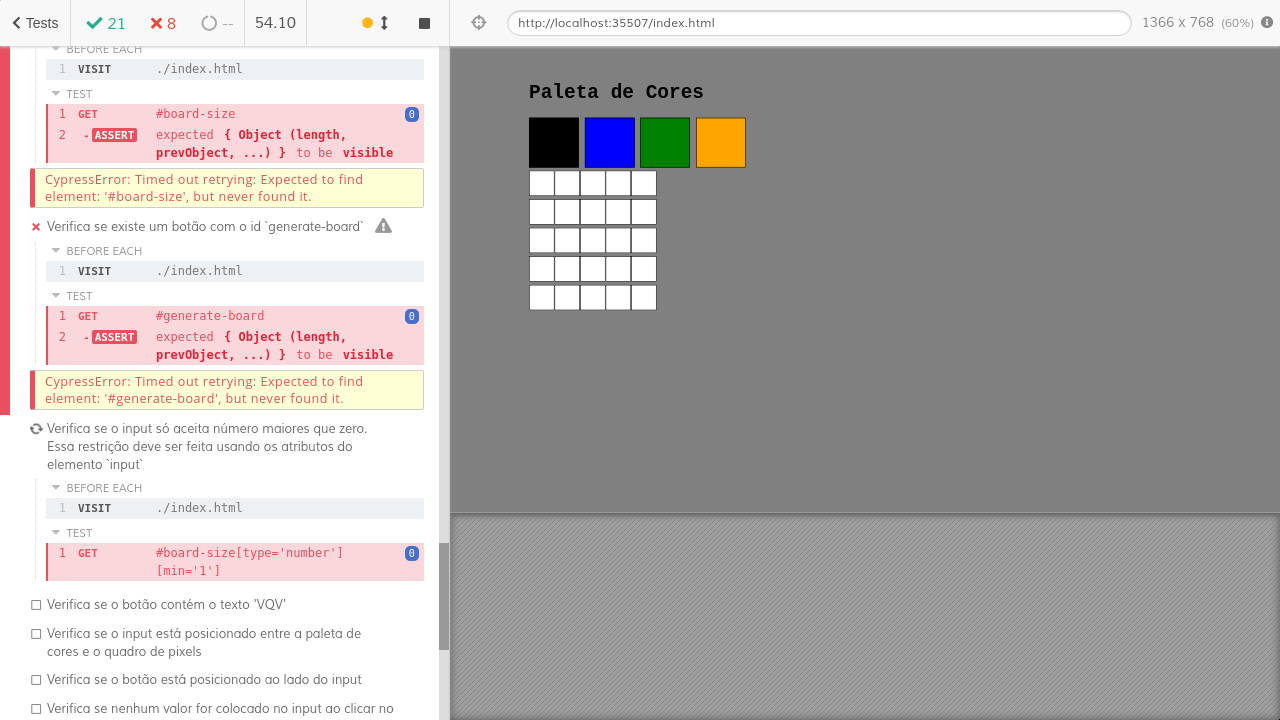 Tests
21
8
--
54.10
http://localhost:35507/index.html
1366 x 768 (60%)
BEFORE EACH
1 VISIT ./index.html
TEST
1 GET #board-size 0
2 -ASSERT expected { Object (length,
prevObject, ...) } to be visible
CypressError: Timed out retrying: Expected to find
element: '#board-size', but never found it.
Verifica se existe um botão com o id `generate-board`
BEFORE EACH
1 VISIT ./index.html
TEST
1 GET #generate-board 0
2 -ASSERT expected { Object (length,
prevObject, ...) } to be visible
CypressError: Timed out retrying: Expected to find
element: '#generate-board', but never found it.
Verifica se o input só aceita número maiores que zero.
Essa restrição deve ser feita usando os atributos do
elemento `input`
BEFORE EACH
1 VISIT ./index.html
TEST
1 GET #board-size[type='number'] 0
[min='1']
Verifica se o botão contém o texto 'VQV'
Verifica se o input está posicionado entre a paleta de
cores e o quadro de pixels
Verifica se o botão está posicionado ao lado do input
Verifica se nenhum valor for colocado no input ao clicar no
Paleta de Cores